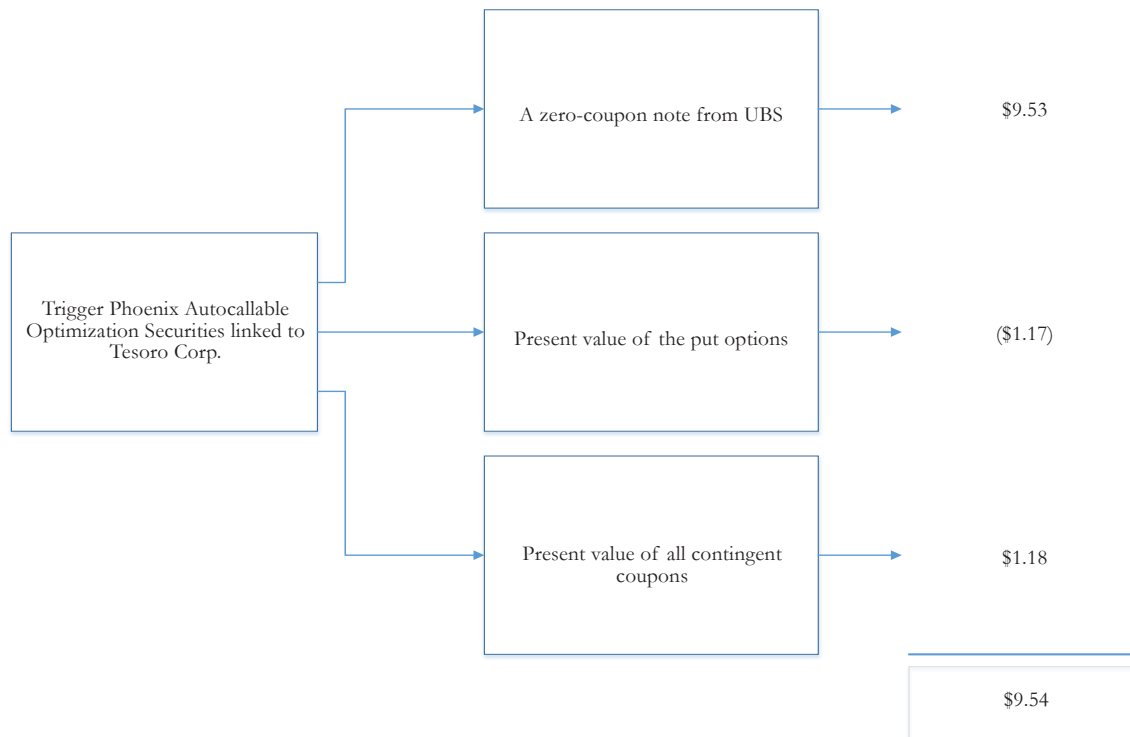 A zero-coupon note from UBS
$9.53
Trigger Phoenix Autocallable
Optimization Securities linked to
Tesoro Corp.
Present value of the put options
($1.17)
Present value of all contingent
coupons
$1.18
$9.54